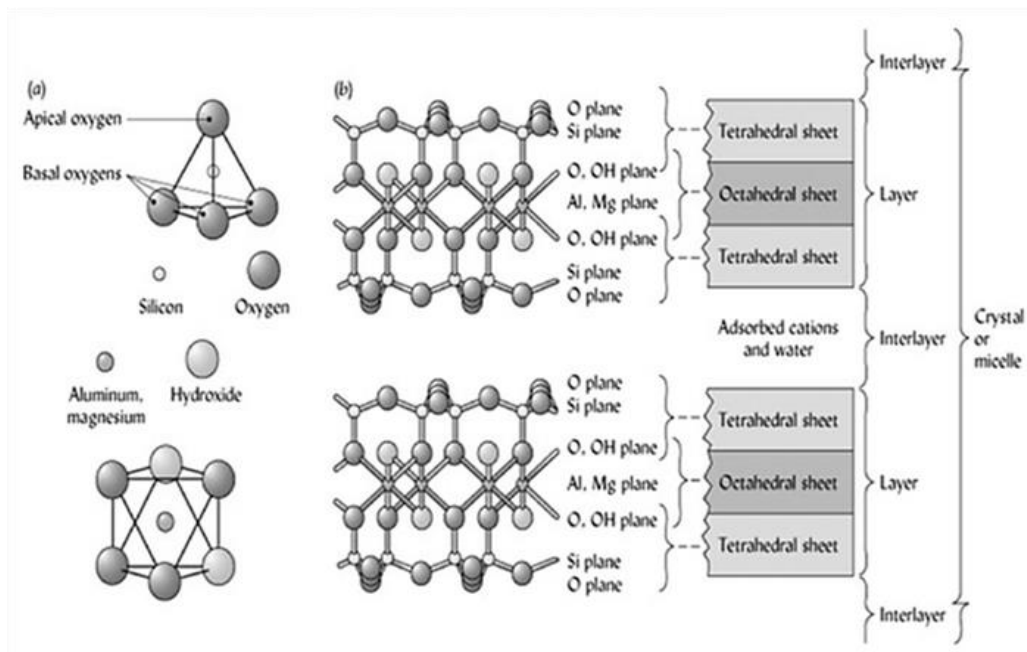 (a)
Apical oxygen
Basal oxygens
Silicon
Oxygen
Aluminum,
magnesium
Hydroxide
(b)
O plane
Si plane
O, OH plane
Al, Mg plane
O, OH plane
Si plane
O plane
Tetrahedral sheet
Octahedral sheet
Tetrahedral sheet
Interlayer
Layer
Adsorbed cations
and water
Interlayer
Crystal
or
micelle
O plane
Si plane
O, OH plane
Al, Mg plane
O, OH plane
Si plane
O plane
Tetrahedral sheet
Octahedral sheet
Tetrahedral sheet
Layer
Interlayer